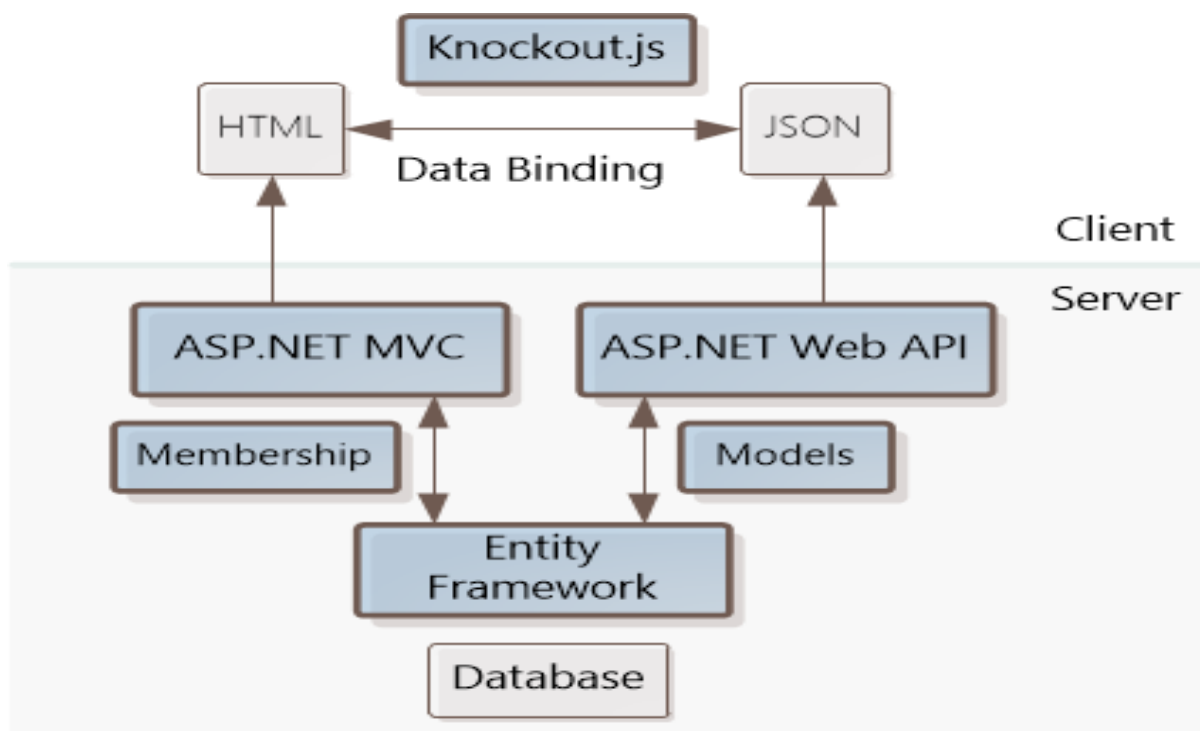 Knockout.js
HTML
JSON
Data Binding
Client
Server
ASP.NET MVC
ASP.NET Web API
Membership
Models
Entity
Framework
Database